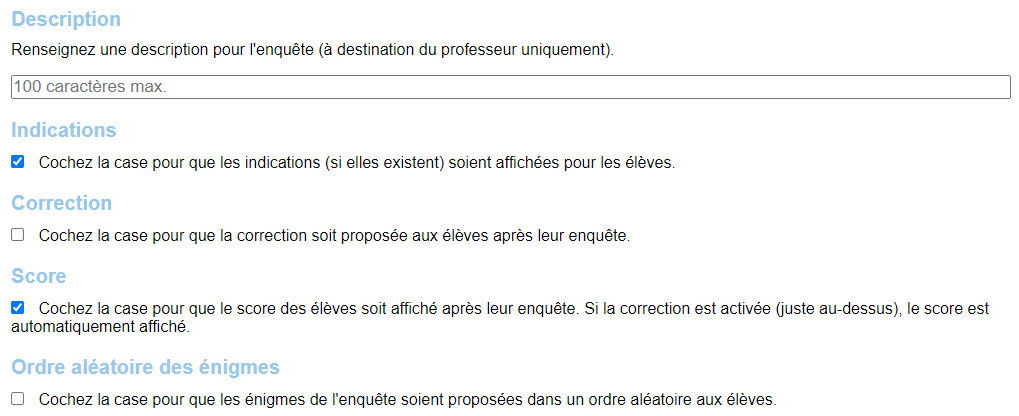 Description
Renseignez une description pour l'enquête (à destination du professeur uniquement).
100 caractères max.
Indications
Cochez la case pour que les indications (si elles existent) soient affichées pour les élèves.
Correction
Cochez la case pour que la correction soit proposée aux élèves après leur enquête.
Score
Cochez la case pour que le score des élèves soit affiché après leur enquête. Si la correction est activée (juste au-dessus), le score est
automatiquement affiché.
Ordre aléatoire des énigmes
Cochez la case pour que les énigmes de l'enquête soient proposées dans un ordre aléatoire aux élèves.